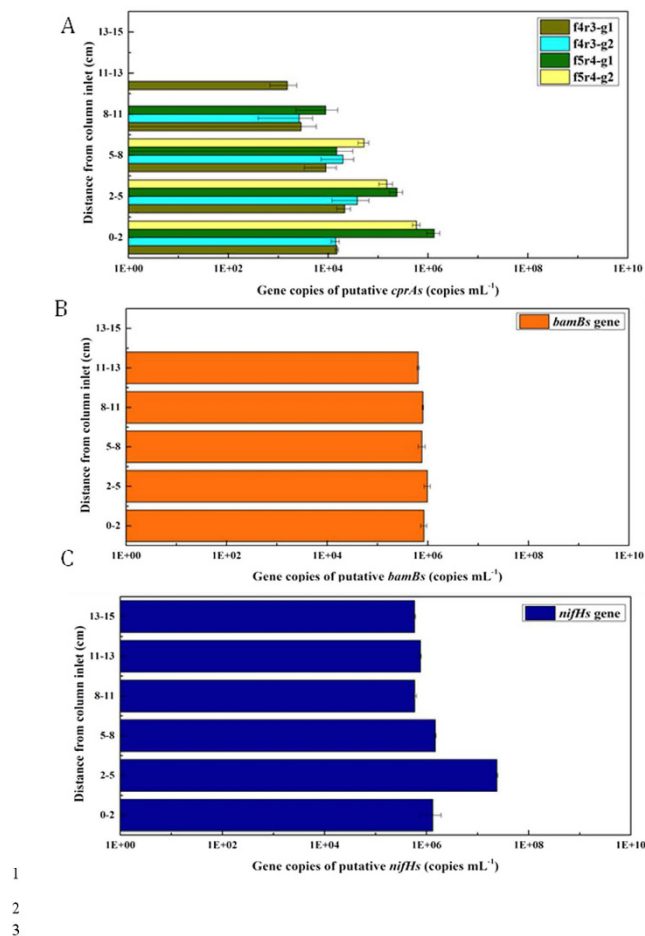 A
f4r3-g1
f4r3-g2
f5r4-g1
f5r4-g2
13-15
11-13
8-11
5-8
2-5
0-2
Distance from column inlet (cm)
1E+00 1E+02 1E+04 1E+06 1E+08 1E+10
Gene copies of putative cprAs (copies mL⁻¹)
B
bamBs gene
13-15
11-13
8-11
5-8
2-5
0-2
Distance from column inlet (cm)
1E+00 1E+02 1E+04 1E+06 1E+08 1E+10
Gene copies of putative bamBs (copies mL⁻¹)
C
nifHs gene
13-15
11-13
8-11
5-8
2-5
0-2
Distance from column inlet (cm)
1E+00 1E+02 1E+04 1E+06 1E+08 1E+10
Gene copies of putative nifHs (copies mL⁻¹)
1
2
3